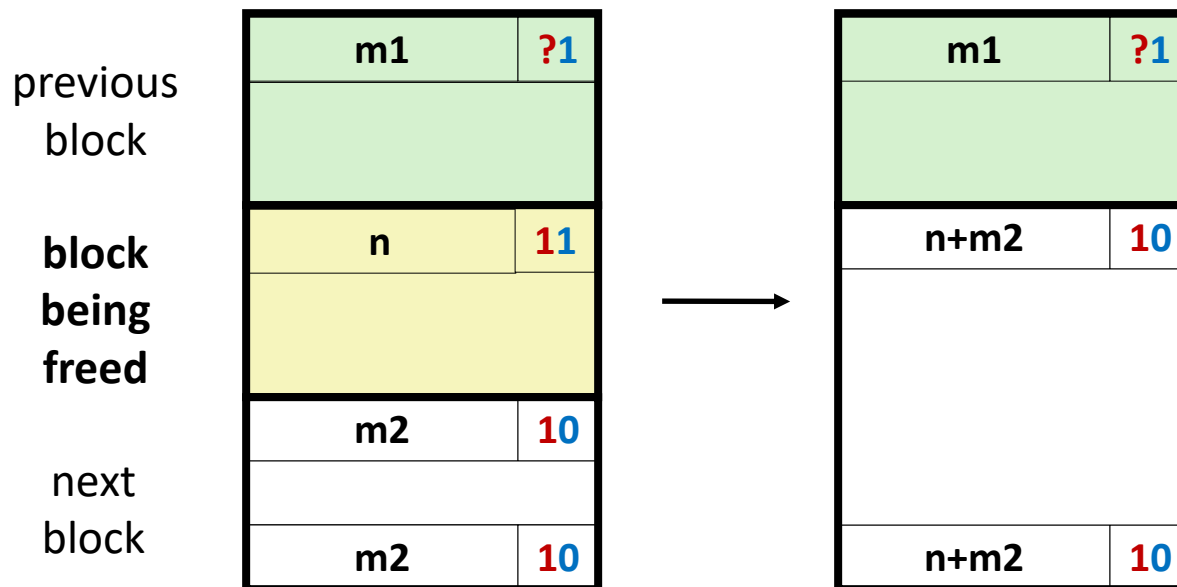 previous
block
m1 ?1
m1 ?1
block
being
freed
n 11
n+m2 10
next
block
m2 10
m2 10
n+m2 10